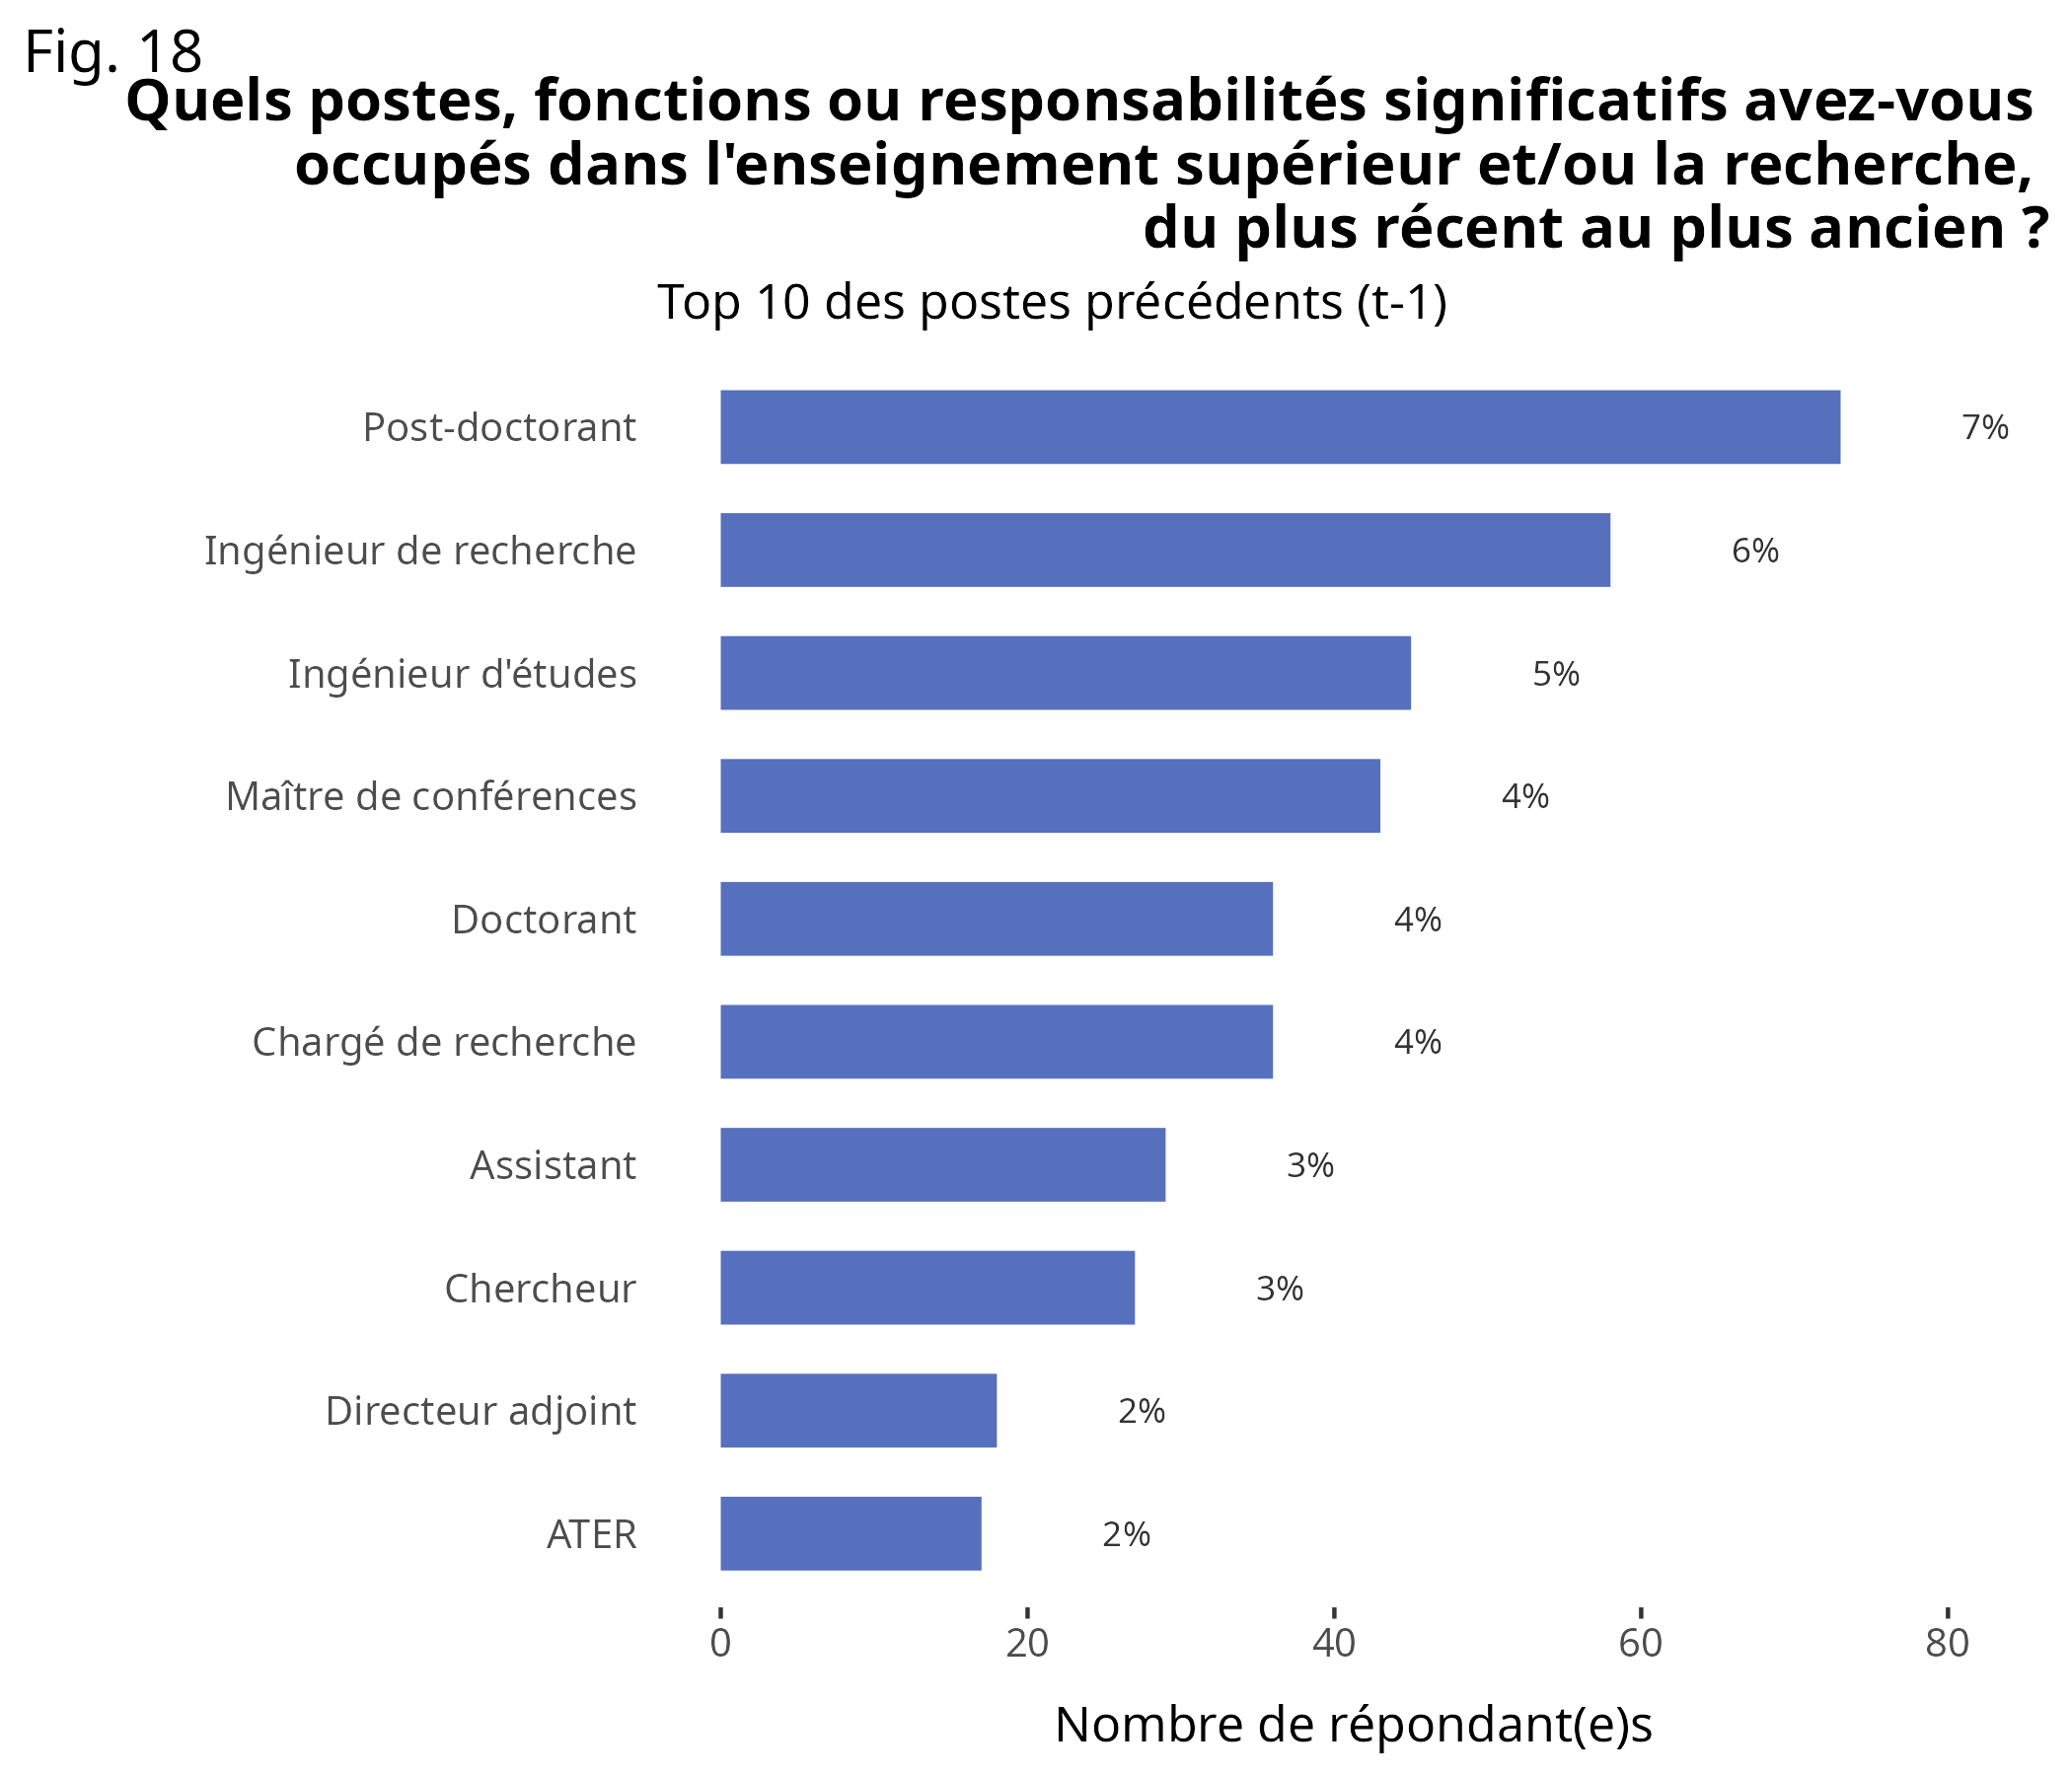 Fig. 18
Quels postes, fonctions ou responsabilités significatifs avez-vous
occupés dans l'enseignement supérieur et/ou la recherche,
du plus récent au plus ancien ?
Top 10 des postes précédents (t-1)
Post-doctorant 7%
Ingénieur de recherche 6%
Ingénieur d'études 5%
Maître de conférences 4%
Doctorant 4%
Chargé de recherche 4%
Assistant 3%
Chercheur 3%
Directeur adjoint 2%
ATER 2%
0 20 40 60 80
Nombre de répondant(e)s